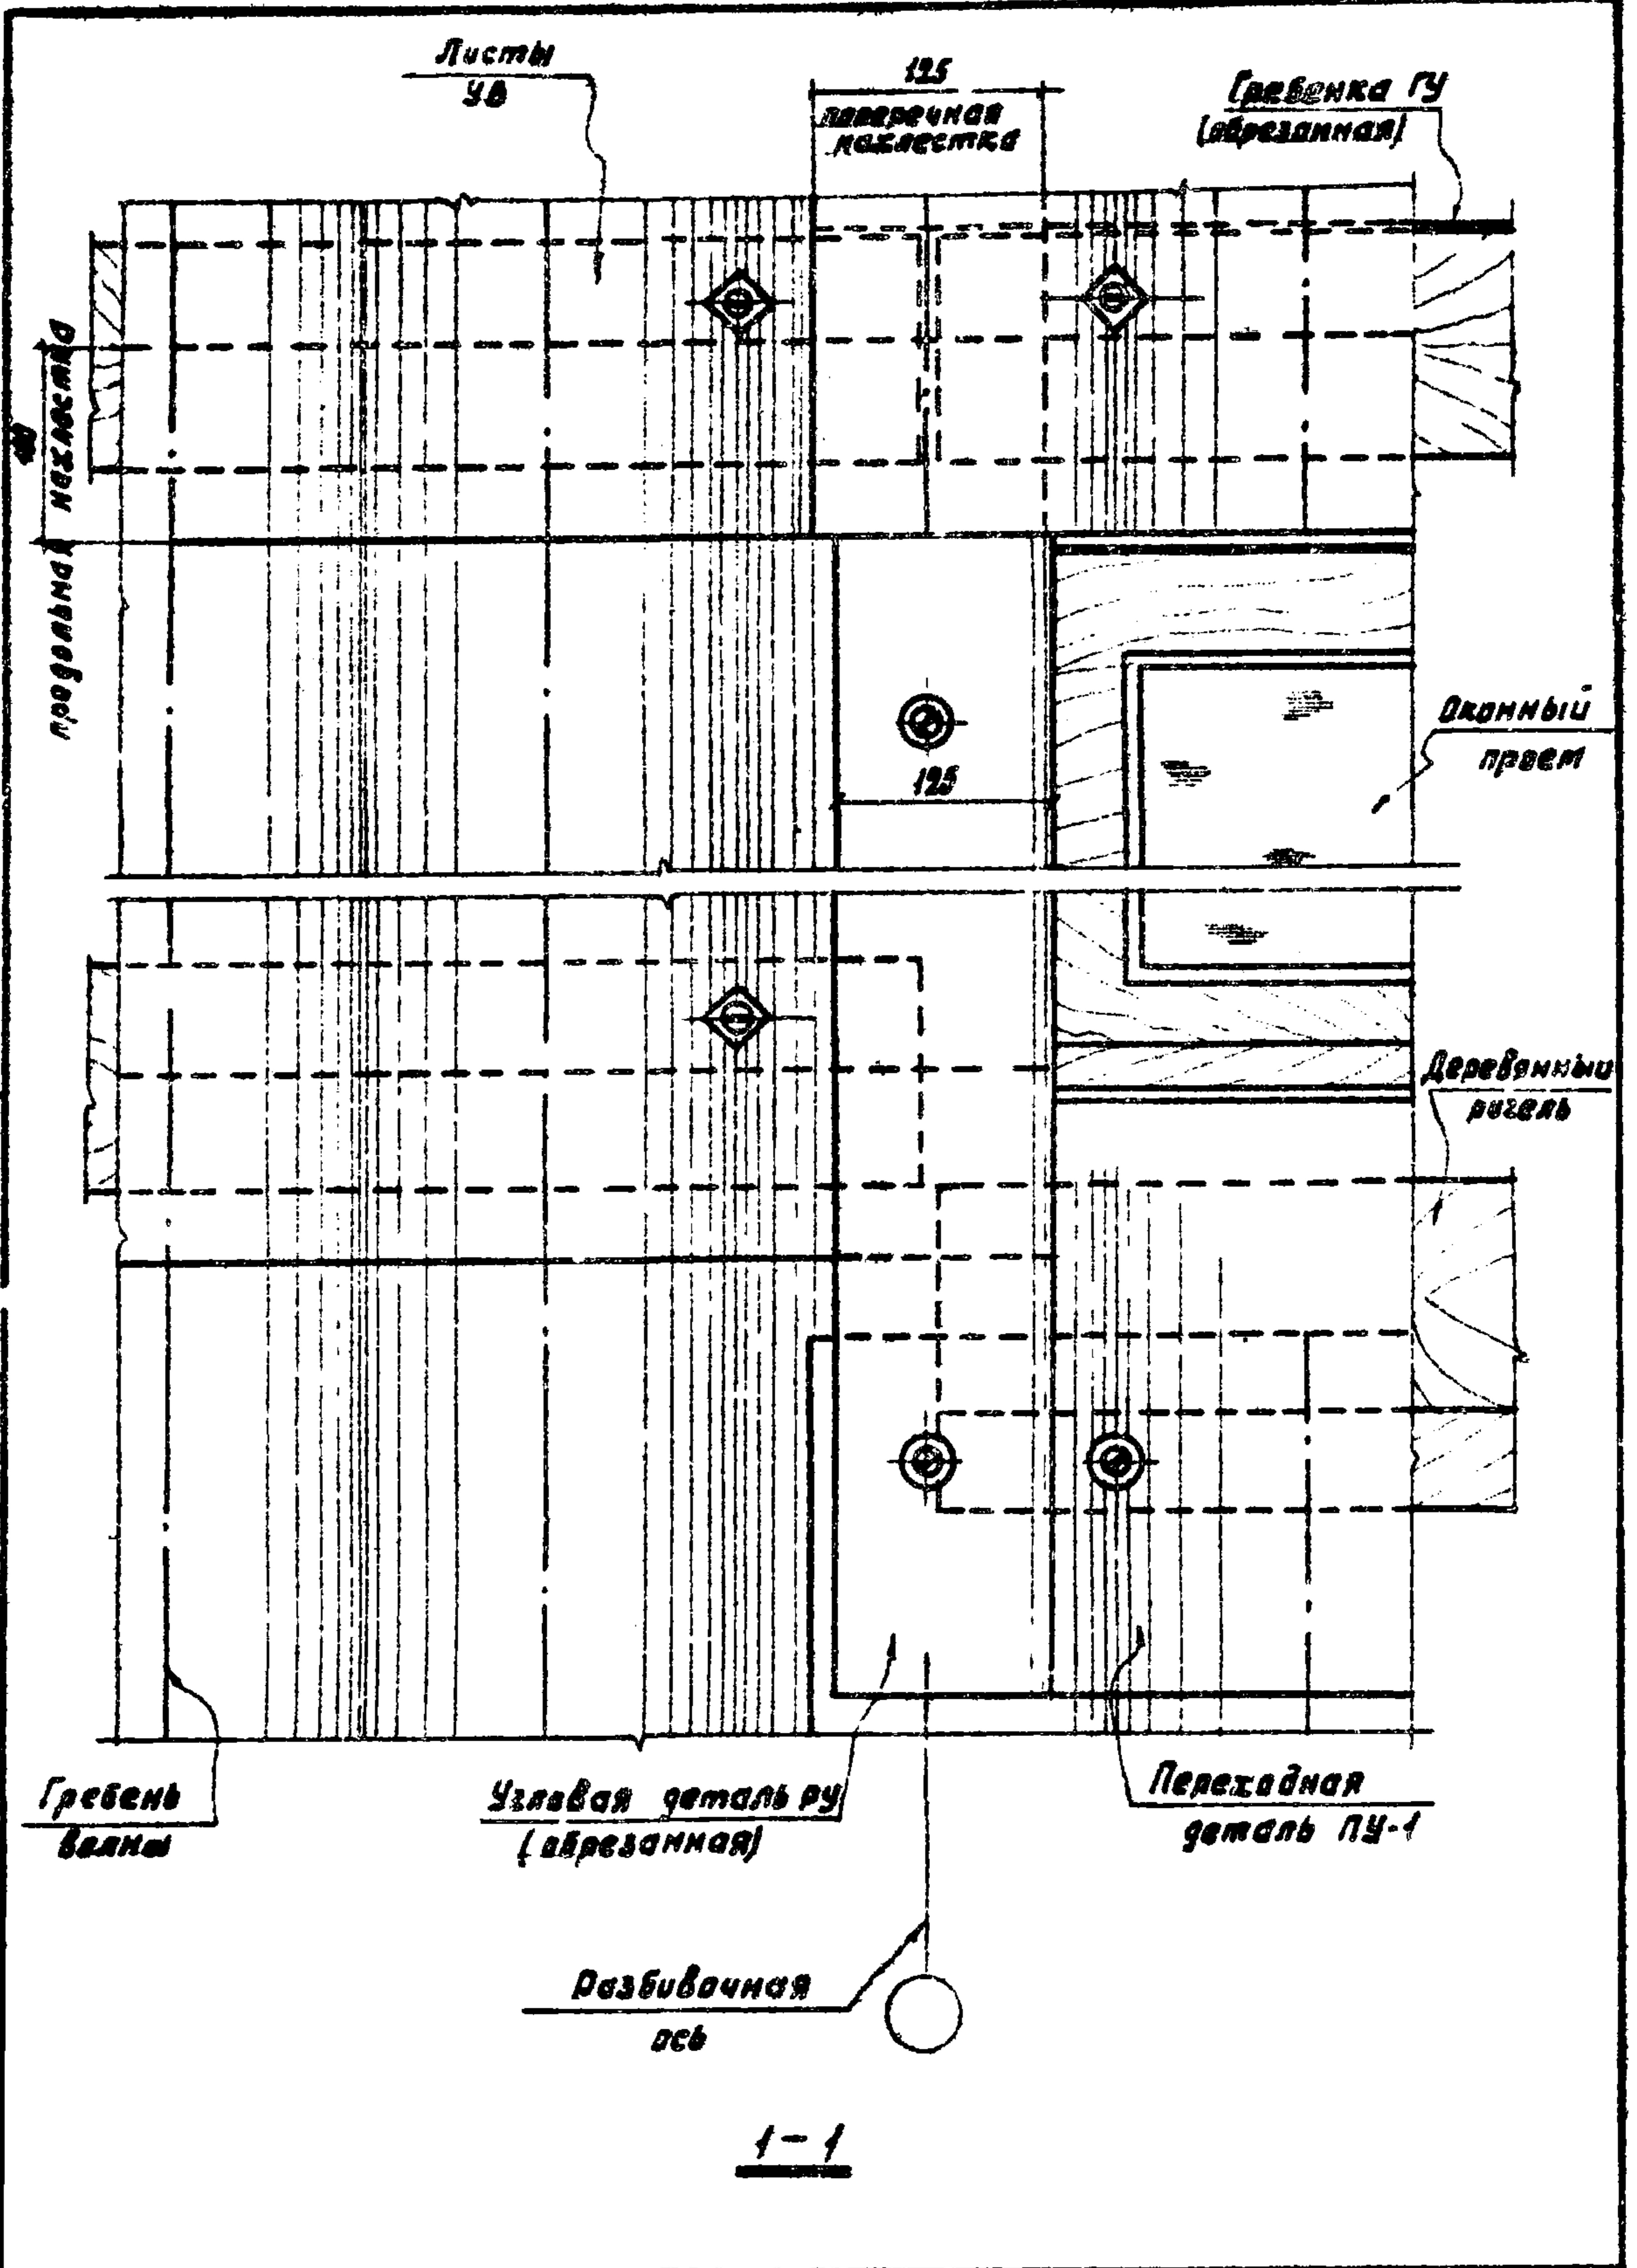 Листы
УВ
125
поперечная
нахлестка
Гребенка ГУ
(обрезанная)
продольная нахлестка
125
Оконный
проем
Деревянный
ригель
Гребень
волны
Угловая деталь РУ
(обрезанная)
Переходная
деталь ПУ-1
Разбивочная
ось
1-1